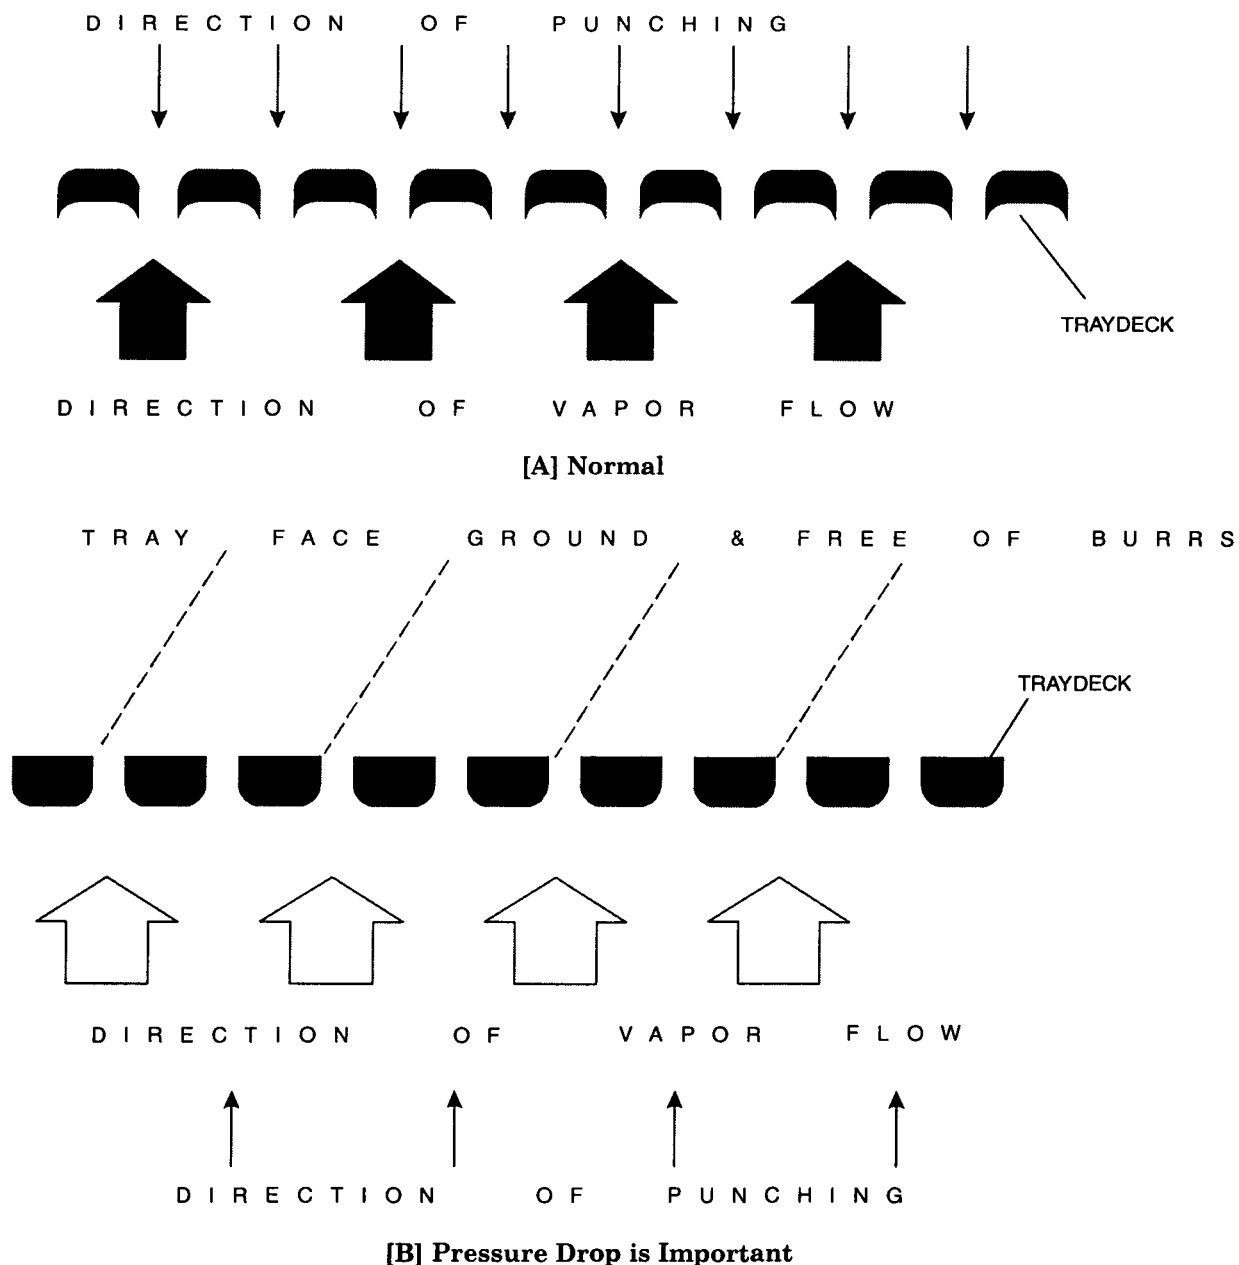 DIRECTION OF PUNCHING
TRAYDECK
DIRECTION OF VAPOR FLOW
[A] Normal
TRAY FACE GROUND & FREE OF BURRS
TRAYDECK
DIRECTION OF VAPOR FLOW
DIRECTION OF PUNCHING
[B] Pressure Drop is Important